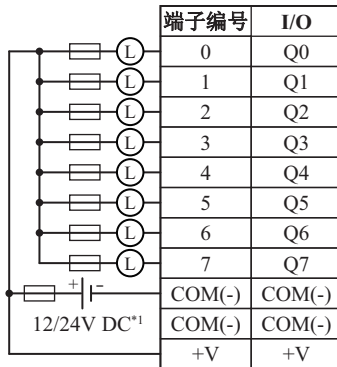 端子编号 I/O
L 0 Q0
L 1 Q1
L 2 Q2
L 3 Q3
L 4 Q4
L 5 Q5
L 6 Q6
L 7 Q7
+ - COM(-) COM(-)
12/24V DC*1 COM(-) COM(-)
+V +V